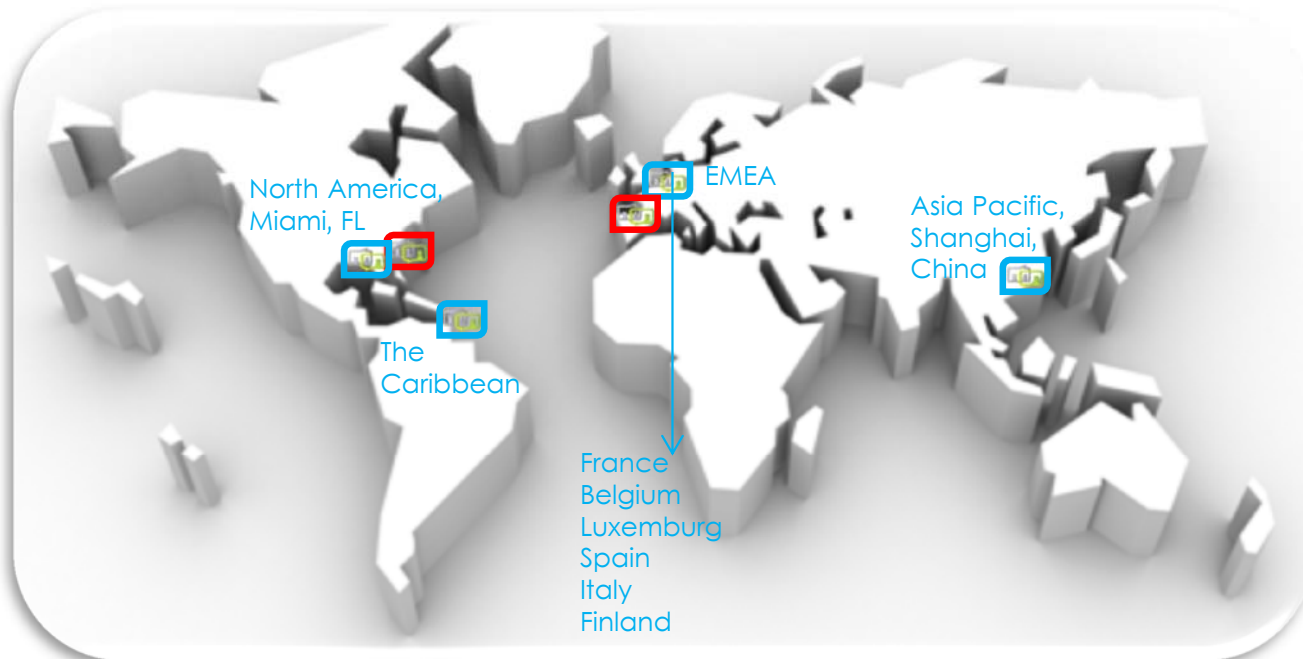 North America,
Miami, FL
The
Caribbean
EMEA
France
Belgium
Luxemburg
Spain
Italy
Finland
Asia Pacific,
Shanghai,
China